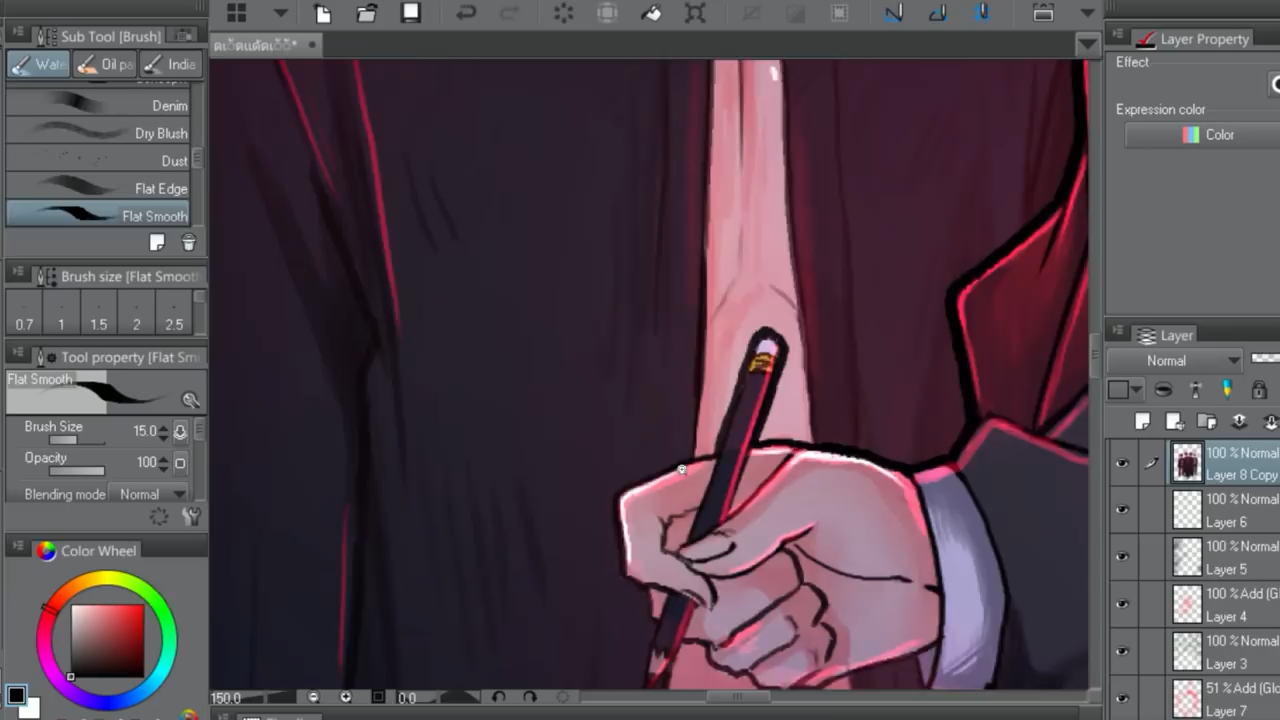 Sub Tool [Brush]
Layer Property
Wate
Oil pa
India
Effect
Denim
Expression color
Dry Blush
Color
Dust
Flat Edge
Flat Smooth
Brush size [Flat Smoot
0.7 1 1.5 2 2.5
Layer
Tool property [Flat Sm
Normal
Flat Smooth
Brush Size 15.0
Opacity 100
100 % Normal
Layer 8 Copy
Blending mode Normal
100 % Normal
Layer 6
Color Wheel
100 % Normal
Layer 5
100 % Add (G
Layer 4
100 % Normal
Layer 3
51 % Add (Glo
Layer 7
150.0 0.0